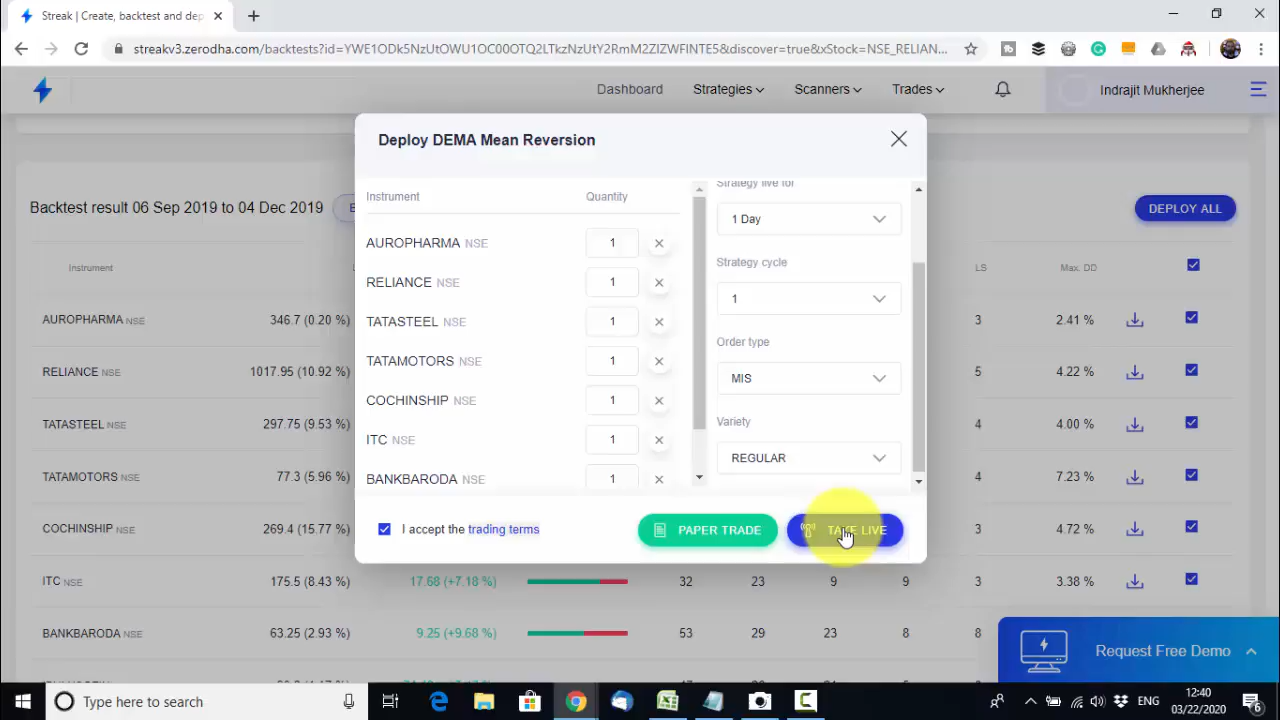 Streak | Create, backtest and dep
streakv3.zerodha.com/backtests?id=YWE1ODk5NzUtOWU1OC00OTQ2LTkzNzUtY2RmM2ZlZWFINTE5&discover=true&xStock=NSE_RELIAN...
Dashboard Strategies Scanners Trades Indrajit Mukherjee
Deploy DEMA Mean Reversion
Backtest result 06 Sep 2019 to 04 Dec 2019
DEPLOY ALL
Instrument LS Max. DD
Instrument Quantity
AUROPHARMA NSE 1
RELIANCE NSE 1
TATASTEEL NSE 1
TATAMOTORS NSE 1
COCHINSHIP NSE 1
ITC NSE 1
BANKBARODA NSE 1
Strategy live for
1 Day
Strategy cycle
1
Order type
MIS
Variety
REGULAR
I accept the trading terms
PAPER TRADE
TAKE LIVE
AUROPHARMA NSE 346.7 (0.20 %) 3 2.41 %
RELIANCE NSE 1017.95 (10.92 %) 5 4.22 %
TATASTEEL NSE 297.75 (9.53 %) 4 4.00 %
TATAMOTORS NSE 77.3 (5.96 %) 4 7.23 %
COCHINSHIP NSE 269.4 (15.77 %) 3 4.72 %
ITC NSE 175.5 (8.43 %) 17.68 (+7.18 %) 32 23 9 9 3 3.38 %
BANKBARODA NSE 63.25 (2.93 %) 9.25 (+9.68 %) 53 29 23 8 8
Request Free Demo
Type here to search
ENG
12:40
03/22/2020
6